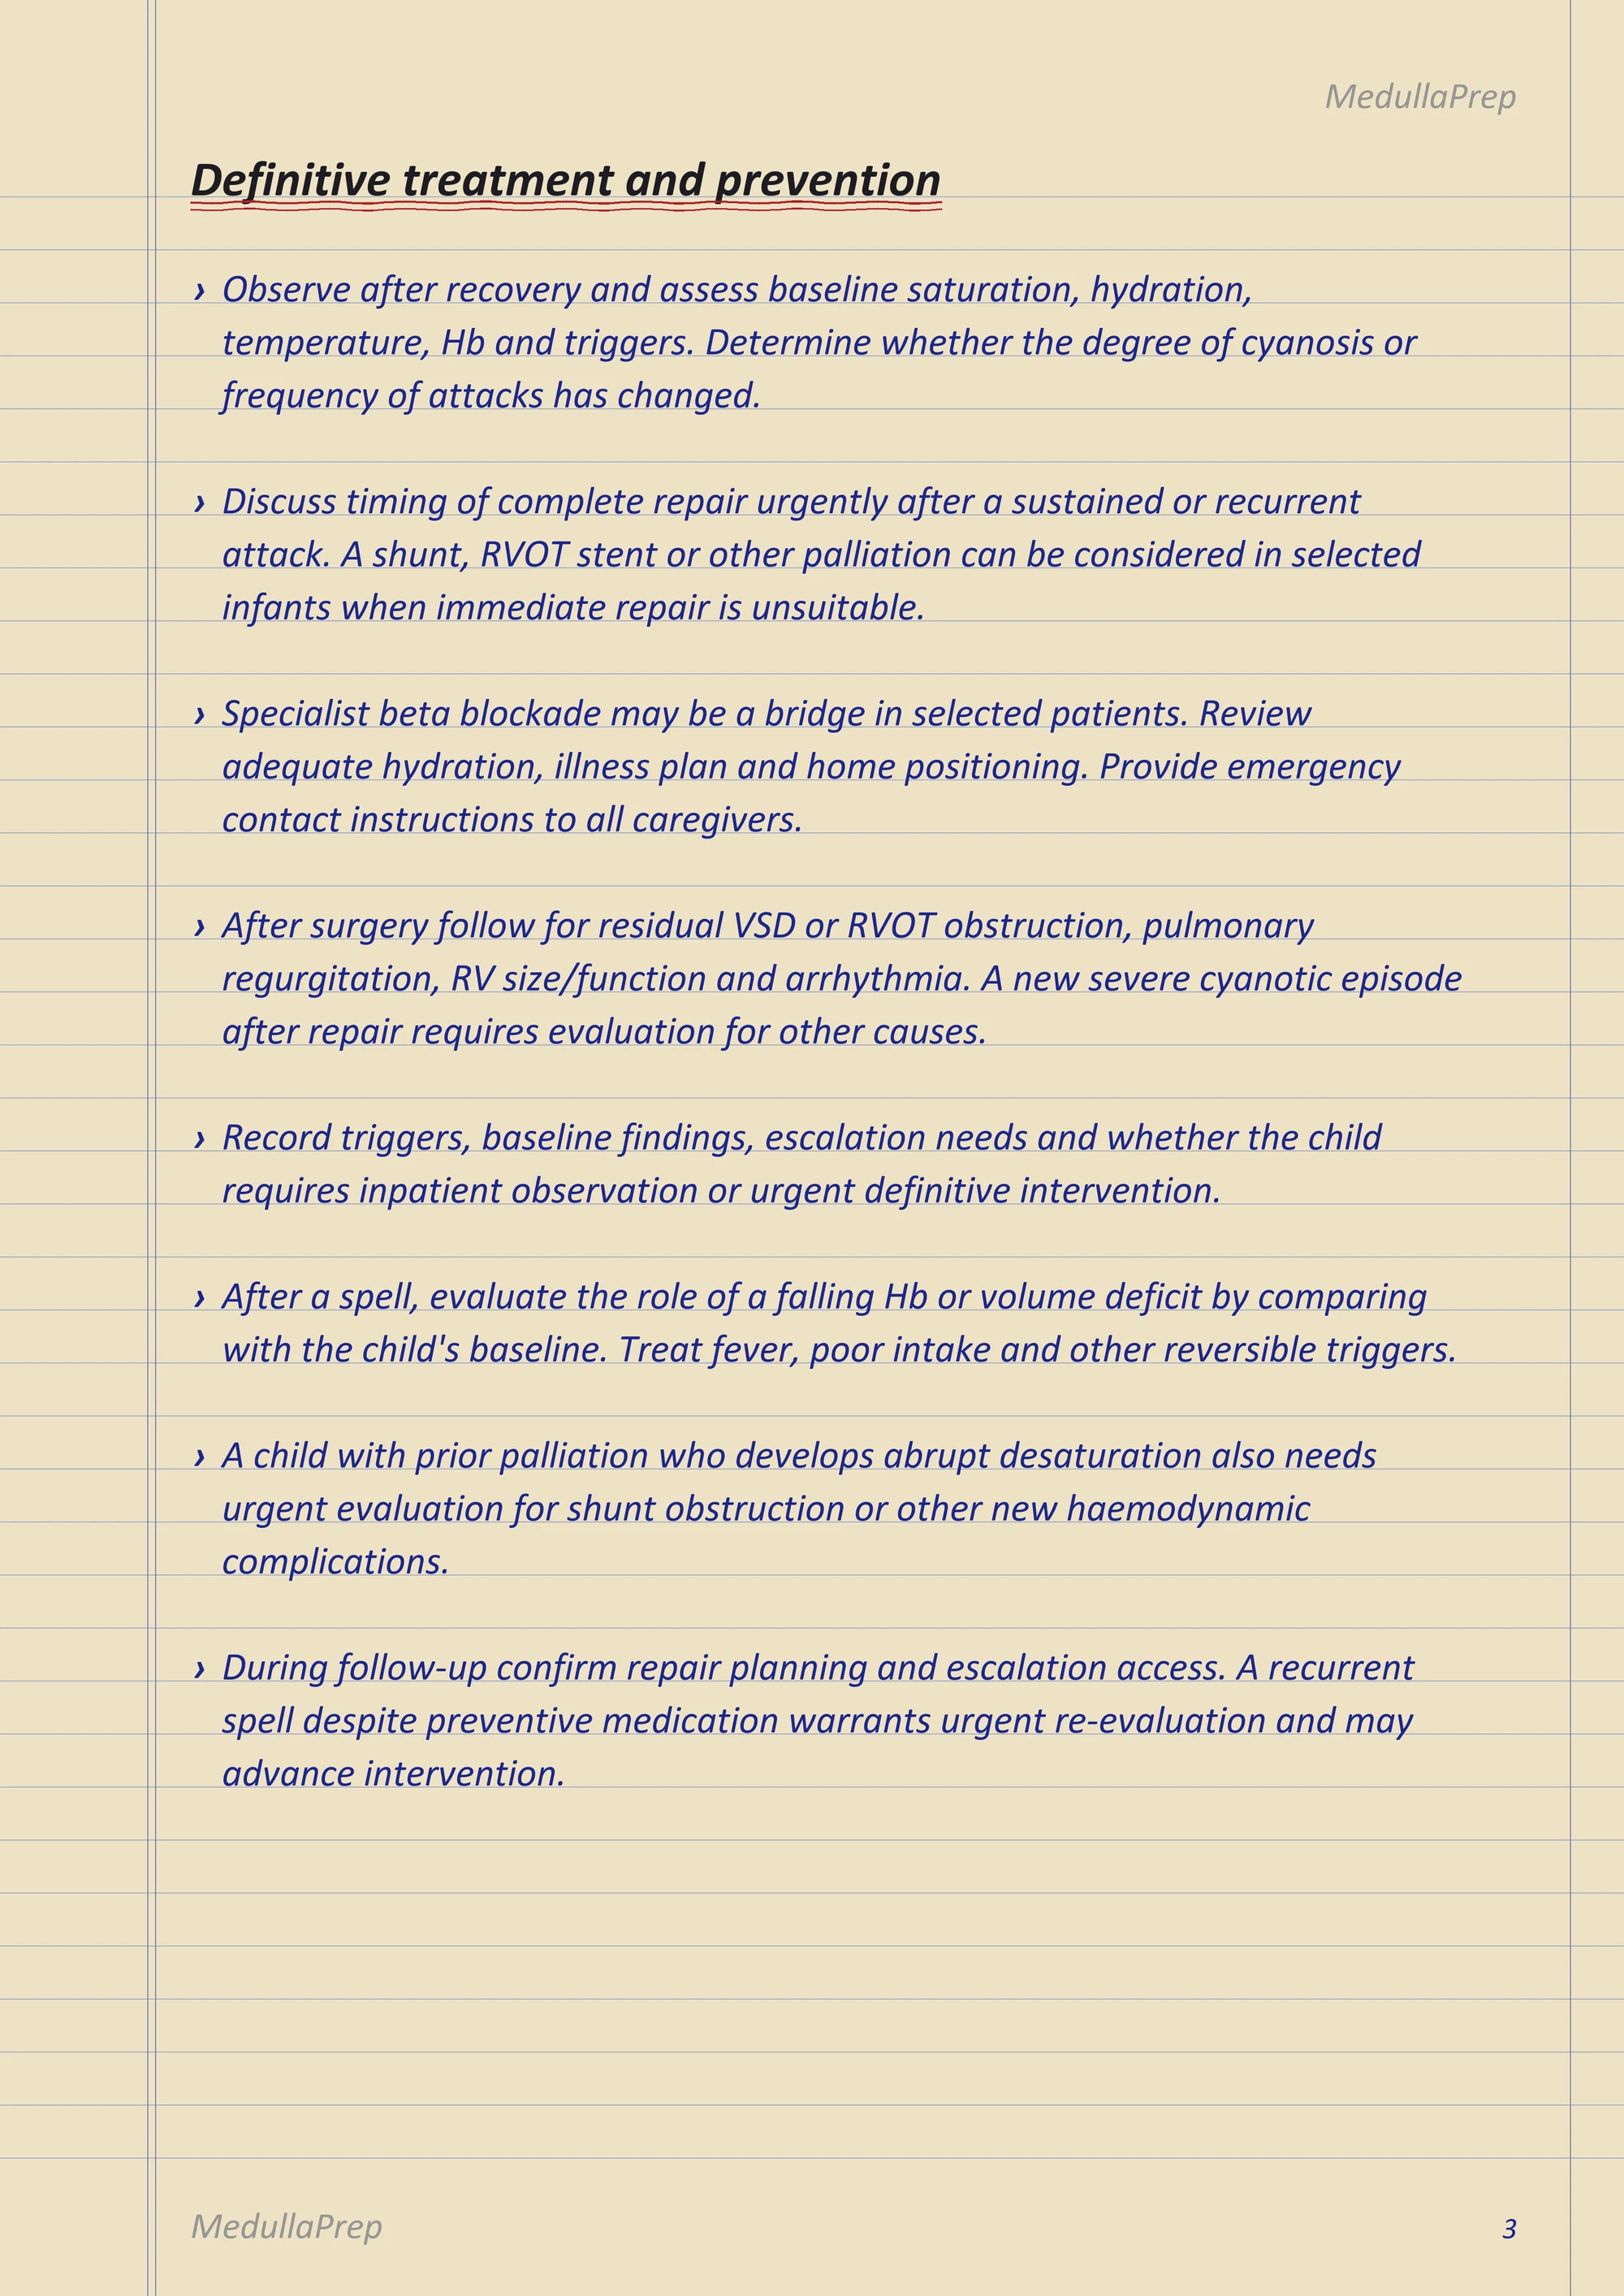 MedullaPrep
Definitive treatment and prevention
› Observe after recovery and assess baseline saturation, hydration,
temperature, Hb and triggers. Determine whether the degree of cyanosis or
frequency of attacks has changed.
› Discuss timing of complete repair urgently after a sustained or recurrent
attack. A shunt, RVOT stent or other palliation can be considered in selected
infants when immediate repair is unsuitable.
› Specialist beta blockade may be a bridge in selected patients. Review
adequate hydration, illness plan and home positioning. Provide emergency
contact instructions to all caregivers.
› After surgery follow for residual VSD or RVOT obstruction, pulmonary
regurgitation, RV size/function and arrhythmia. A new severe cyanotic episode
after repair requires evaluation for other causes.
› Record triggers, baseline findings, escalation needs and whether the child
requires inpatient observation or urgent definitive intervention.
› After a spell, evaluate the role of a falling Hb or volume deficit by comparing
with the child's baseline. Treat fever, poor intake and other reversible triggers.
› A child with prior palliation who develops abrupt desaturation also needs
urgent evaluation for shunt obstruction or other new haemodynamic
complications.
› During follow-up confirm repair planning and escalation access. A recurrent
spell despite preventive medication warrants urgent re-evaluation and may
advance intervention.
MedullaPrep
3